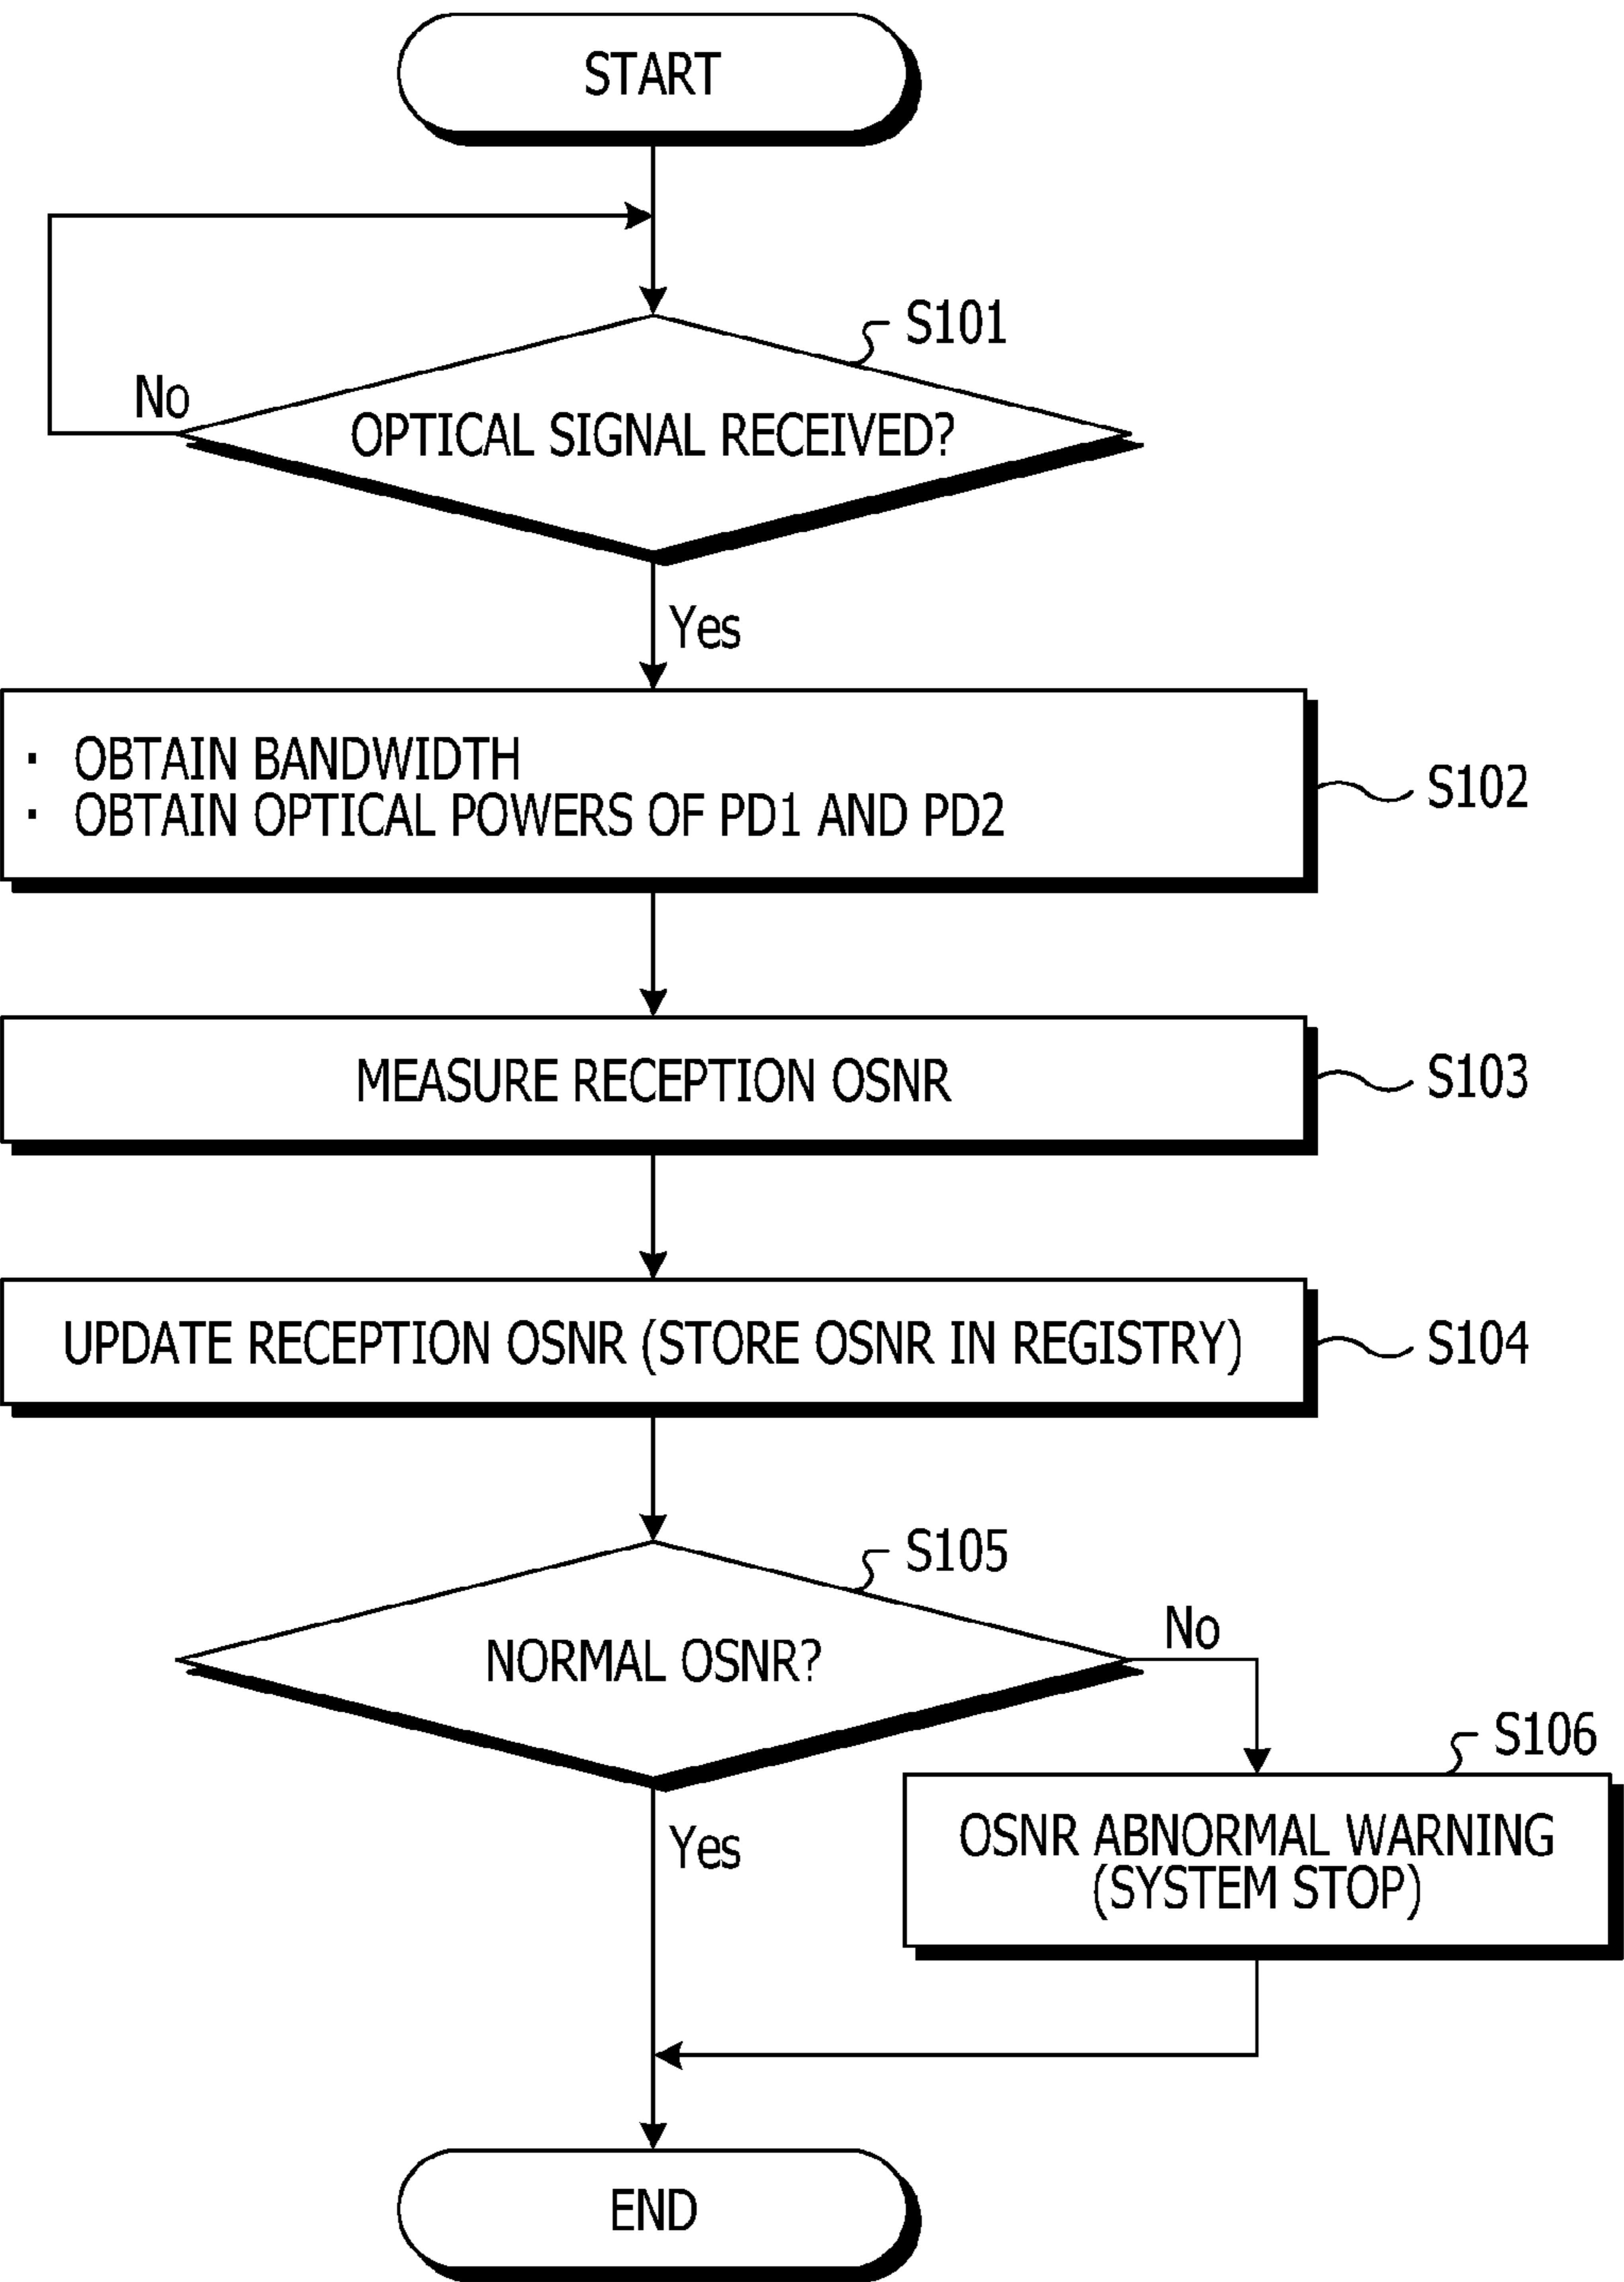 START
S101
No
OPTICAL SIGNAL RECEIVED?
Yes
· OBTAIN BANDWIDTH
· OBTAIN OPTICAL POWERS OF PD1 AND PD2
S102
MEASURE RECEPTION OSNR
S103
UPDATE RECEPTION OSNR (STORE OSNR IN REGISTRY)
S104
S105
NORMAL OSNR?
No
S106
OSNR ABNORMAL WARNING
(SYSTEM STOP)
Yes
END